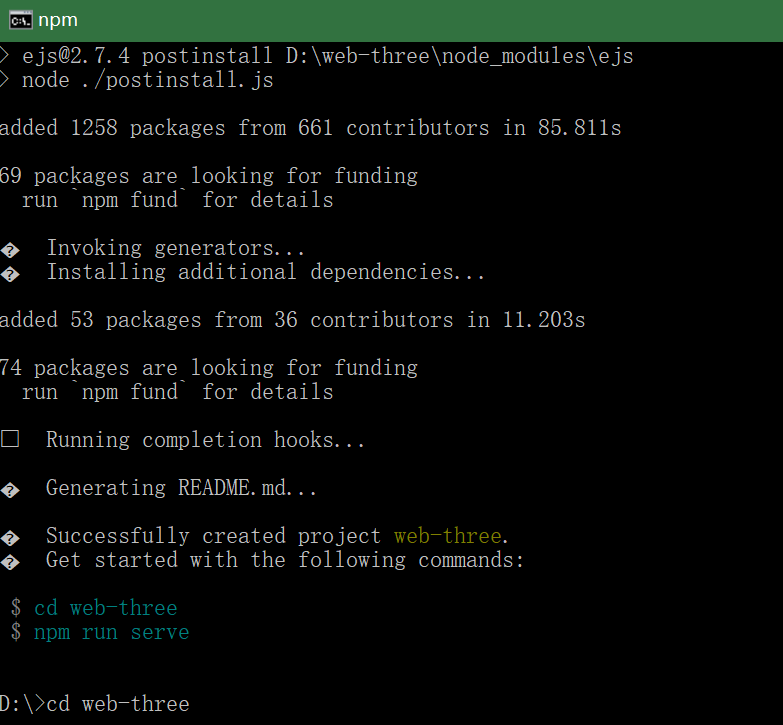 npm
> ejs@2.7.4 postinstall D:\web-three\node_modules\ejs
> node ./postinstall.js
added 1258 packages from 661 contributors in 85.811s
69 packages are looking for funding
run `npm fund` for details
� Invoking generators...
� Installing additional dependencies...
added 53 packages from 36 contributors in 11.203s
74 packages are looking for funding
run `npm fund` for details
□ Running completion hooks...
� Generating README.md...
� Successfully created project web-three.
� Get started with the following commands:
$ cd web-three
$ npm run serve
D:\>cd web-three